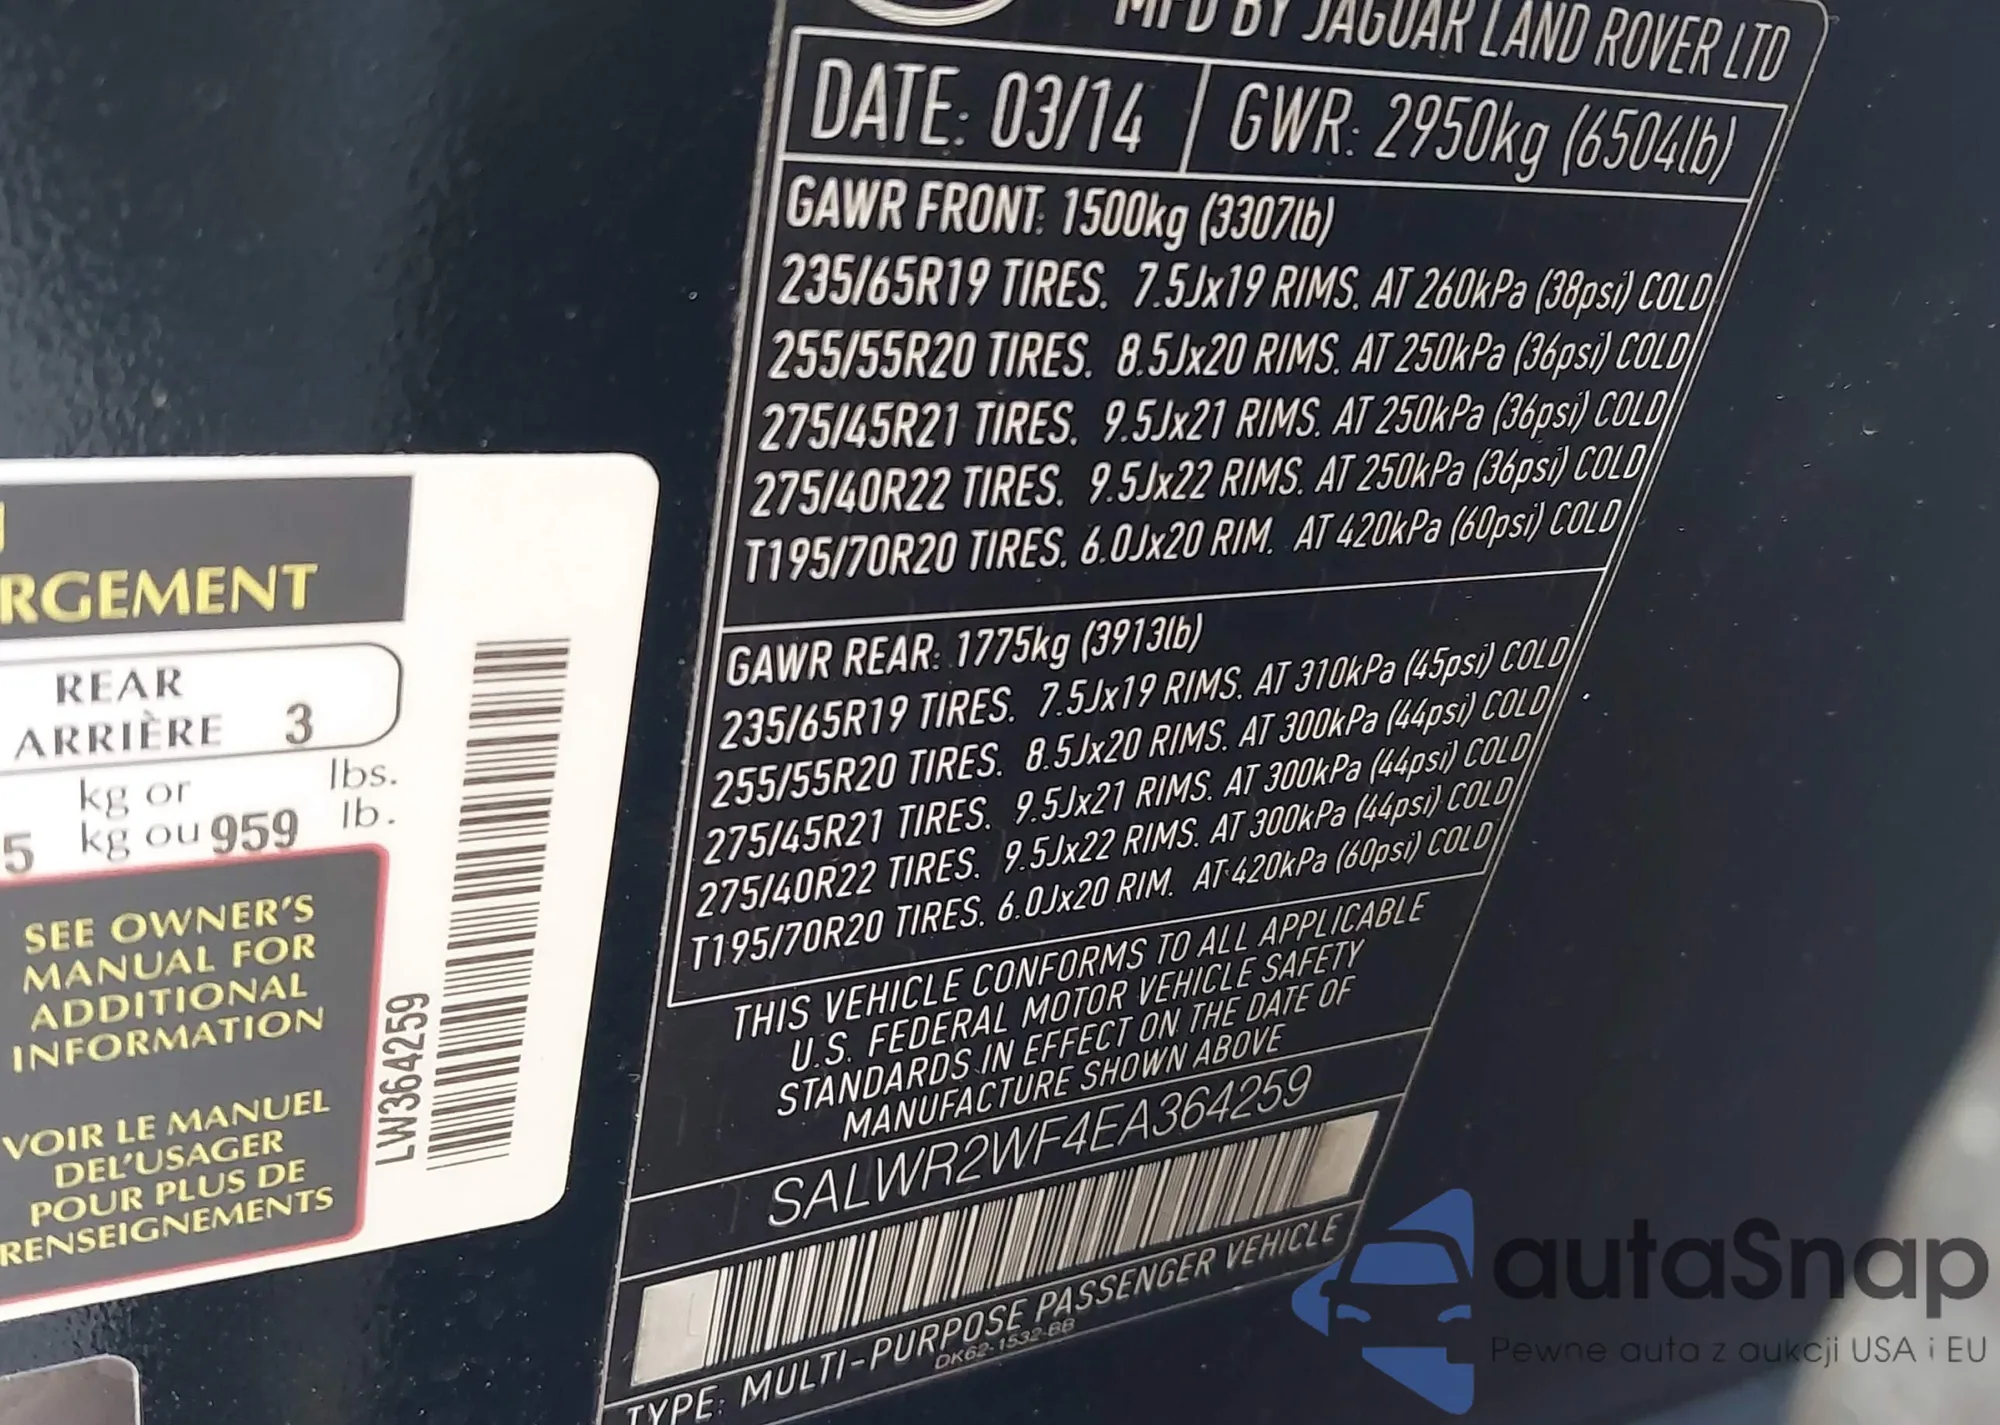 MFD BY JAGUAR LAND ROVER LTD
DATE: 03/14
GWR: 2950kg (6504lb)
GAWR FRONT: 1500kg (3307lb)
235/65R19 TIRES. 7.5Jx19 RIMS. AT 260kPa (38psi) COLD
255/55R20 TIRES. 8.5Jx20 RIMS. AT 250kPa (36psi) COLD
275/45R21 TIRES. 9.5Jx21 RIMS. AT 250kPa (36psi) COLD
275/40R22 TIRES. 9.5Jx22 RIMS. AT 250kPa (36psi) COLD
T195/70R20 TIRES. 6.0Jx20 RIM. AT 420kPa (60psi) COLD
GAWR REAR: 1775kg (3913lb)
235/65R19 TIRES. 7.5Jx19 RIMS. AT 310kPa (45psi) COLD
255/55R20 TIRES. 8.5Jx20 RIMS. AT 300kPa (44psi) COLD
275/45R21 TIRES. 9.5Jx21 RIMS. AT 300kPa (44psi) COLD
275/40R22 TIRES. 9.5Jx22 RIMS. AT 300kPa (44psi) COLD
T195/70R20 TIRES. 6.0Jx20 RIM. AT 420kPa (60psi) COLD
THIS VEHICLE CONFORMS TO ALL APPLICABLE
U.S. FEDERAL MOTOR VEHICLE SAFETY
STANDARDS IN EFFECT ON THE DATE OF
MANUFACTURE SHOWN ABOVE
SALWR2WF4EA364259
TYPE: MULTI-PURPOSE PASSENGER VEHICLE
DK62-1532-BB
RGEMENT
REAR
ARRIÈRE 3
kg or lbs.
5 kg ou 959 lb.
SEE OWNER'S
MANUAL FOR
ADDITIONAL
INFORMATION
VOIR LE MANUEL
DEL'USAGER
POUR PLUS DE
RENSEIGNEMENTS
LW364259
autaSnap
Pewne auta z aukcji USA i EU